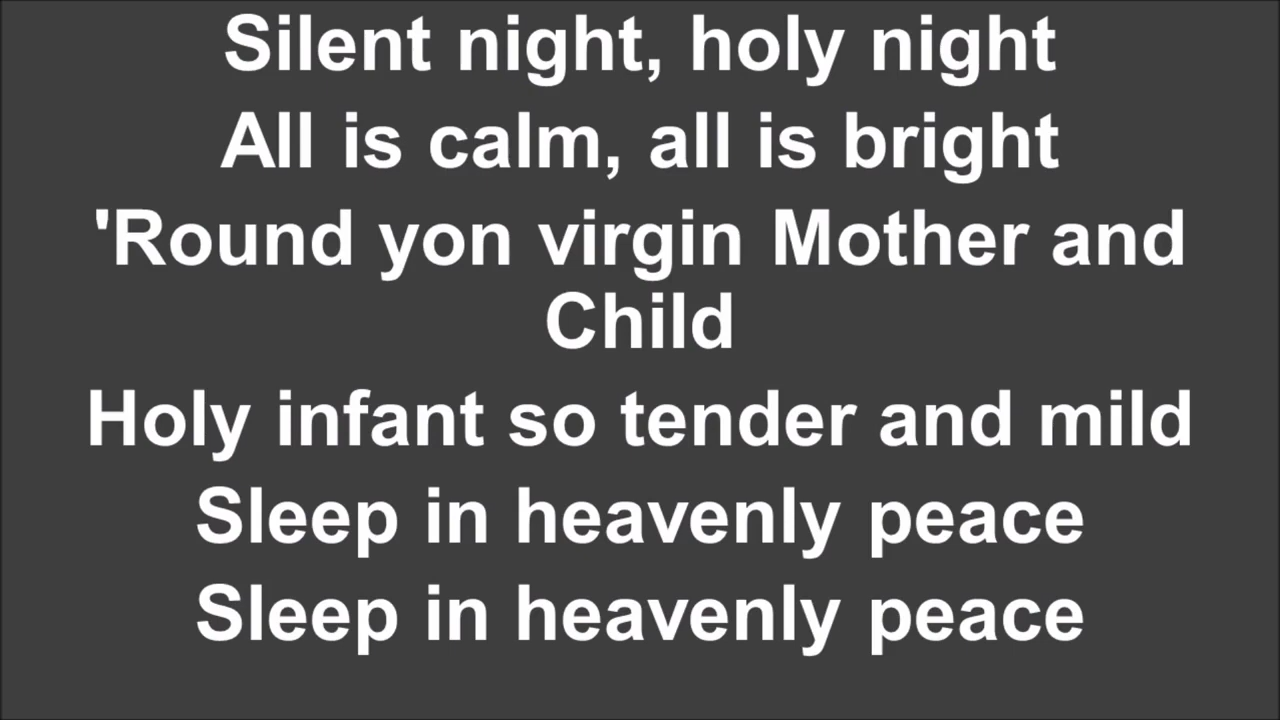 Silent night, holy night
All is calm, all is bright
'Round yon virgin Mother and
Child
Holy infant so tender and mild
Sleep in heavenly peace
Sleep in heavenly peace